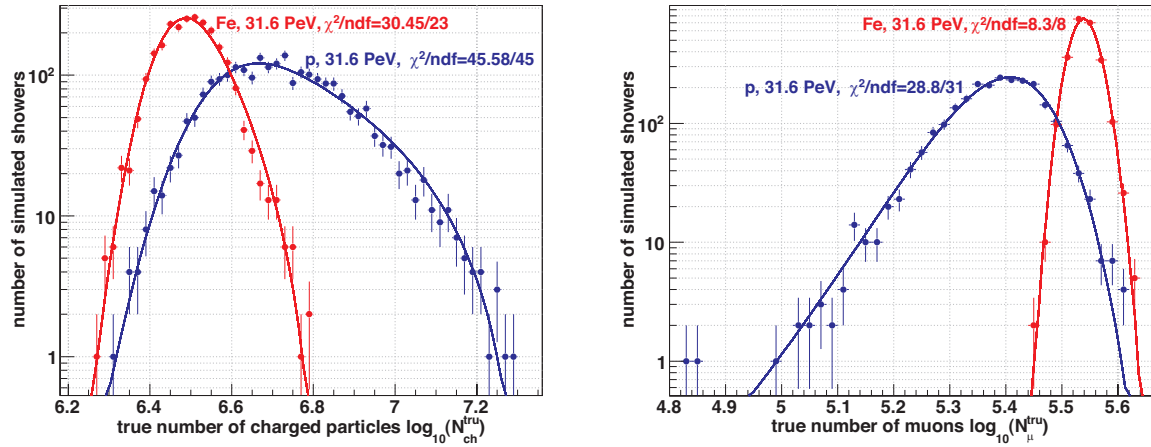 Fe, 31.6 PeV, χ²/ndf=30.45/23
p, 31.6 PeV, χ²/ndf=45.58/45
number of simulated showers
10²
10
1
6.2 6.4 6.6 6.8 7 7.2
true number of charged particles log₁₀(N_ch^tru)
Fe, 31.6 PeV, χ²/ndf=8.3/8
p, 31.6 PeV, χ²/ndf=28.8/31
number of simulated showers
10²
10
1
4.8 4.9 5 5.1 5.2 5.3 5.4 5.5 5.6
true number of muons log₁₀(N_μ^tru)